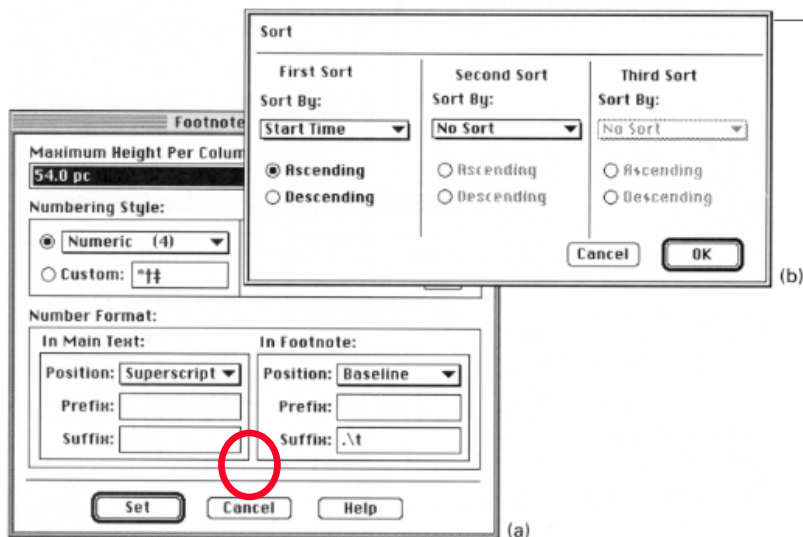 Sort
First Sort
Second Sort
Third Sort
Sort By:
Sort By:
Sort By:
Start Time
No Sort
No Sort
Ascending
Ascending
Ascending
Descending
Descending
Descending
Cancel
OK
(b)
Footnote
Maximum Height Per Colum
54.0 pc
Numbering Style:
Numeric (4)
Custom:
*†‡
Number Format:
In Main Text:
In Footnote:
Position: Superscript
Position: Baseline
Prefix:
Prefix:
Suffix:
Suffix: .\t
Set
Cancel
Help
(a)